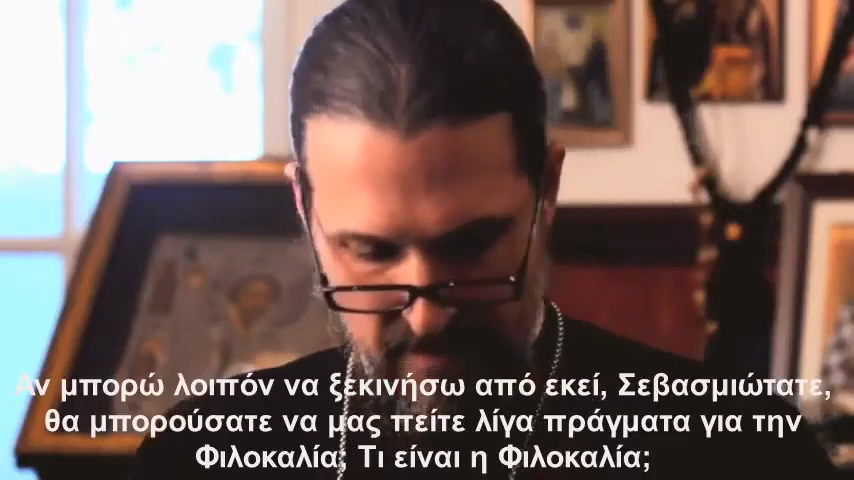 Αν μπορώ λοιπόν να ξεκινήσω από εκεί, Σεβασμιώτατε,
θα μπορούσατε να μας πείτε λίγα πράγματα για την
Φιλοκαλία. Τι είναι η Φιλοκαλία;